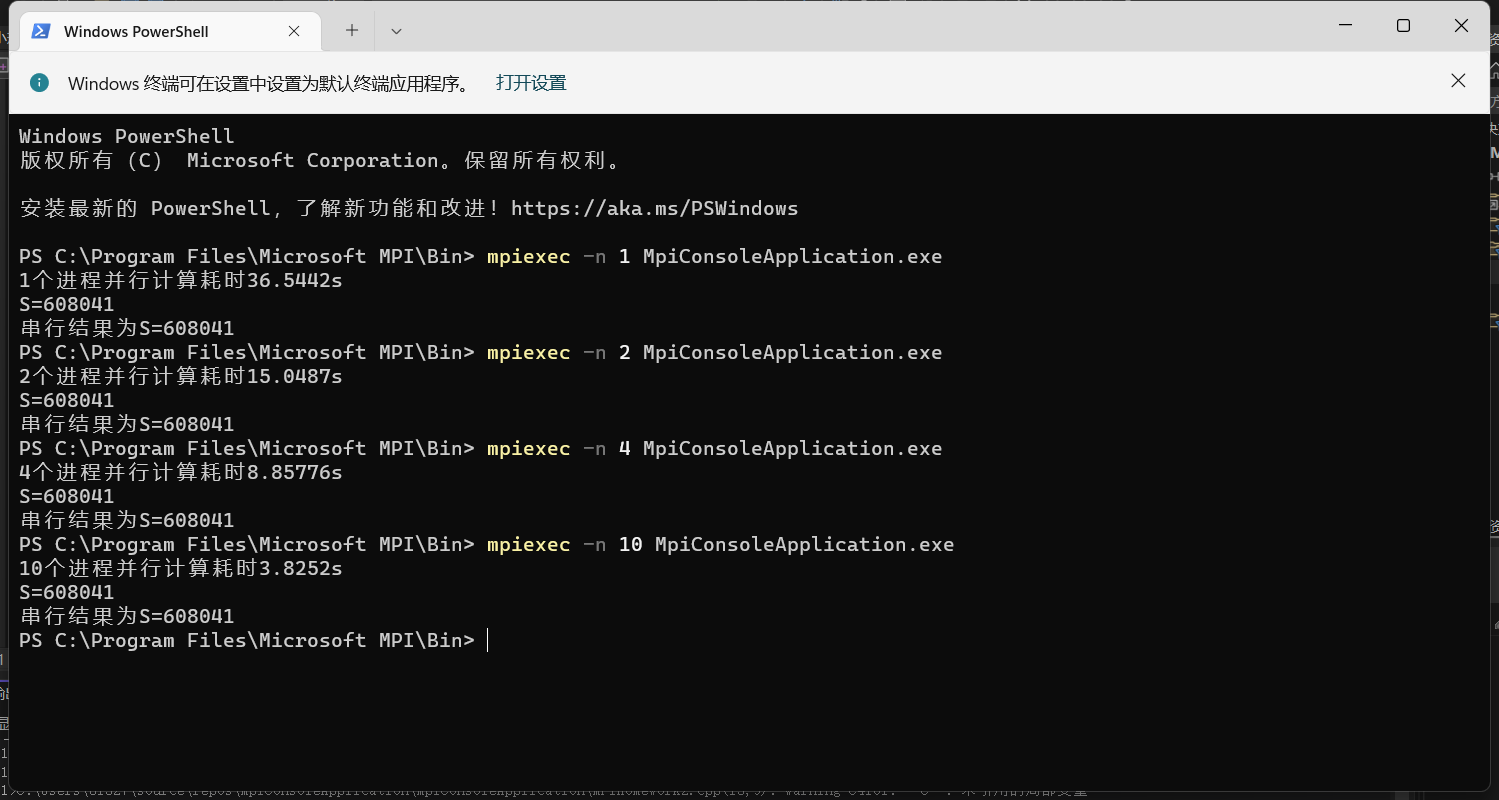 Windows PowerShell
Windows 终端可在设置中设置为默认终端应用程序。 打开设置
Windows PowerShell
版权所有 (C) Microsoft Corporation。保留所有权利。
安装最新的 PowerShell，了解新功能和改进！https://aka.ms/PSWindows
PS C:\Program Files\Microsoft MPI\Bin> mpiexec -n 1 MpiConsoleApplication.exe
1个进程并行计算耗时36.5442s
S=608041
串行结果为S=608041
PS C:\Program Files\Microsoft MPI\Bin> mpiexec -n 2 MpiConsoleApplication.exe
2个进程并行计算耗时15.0487s
S=608041
串行结果为S=608041
PS C:\Program Files\Microsoft MPI\Bin> mpiexec -n 4 MpiConsoleApplication.exe
4个进程并行计算耗时8.85776s
S=608041
串行结果为S=608041
PS C:\Program Files\Microsoft MPI\Bin> mpiexec -n 10 MpiConsoleApplication.exe
10个进程并行计算耗时3.8252s
S=608041
串行结果为S=608041
PS C:\Program Files\Microsoft MPI\Bin>